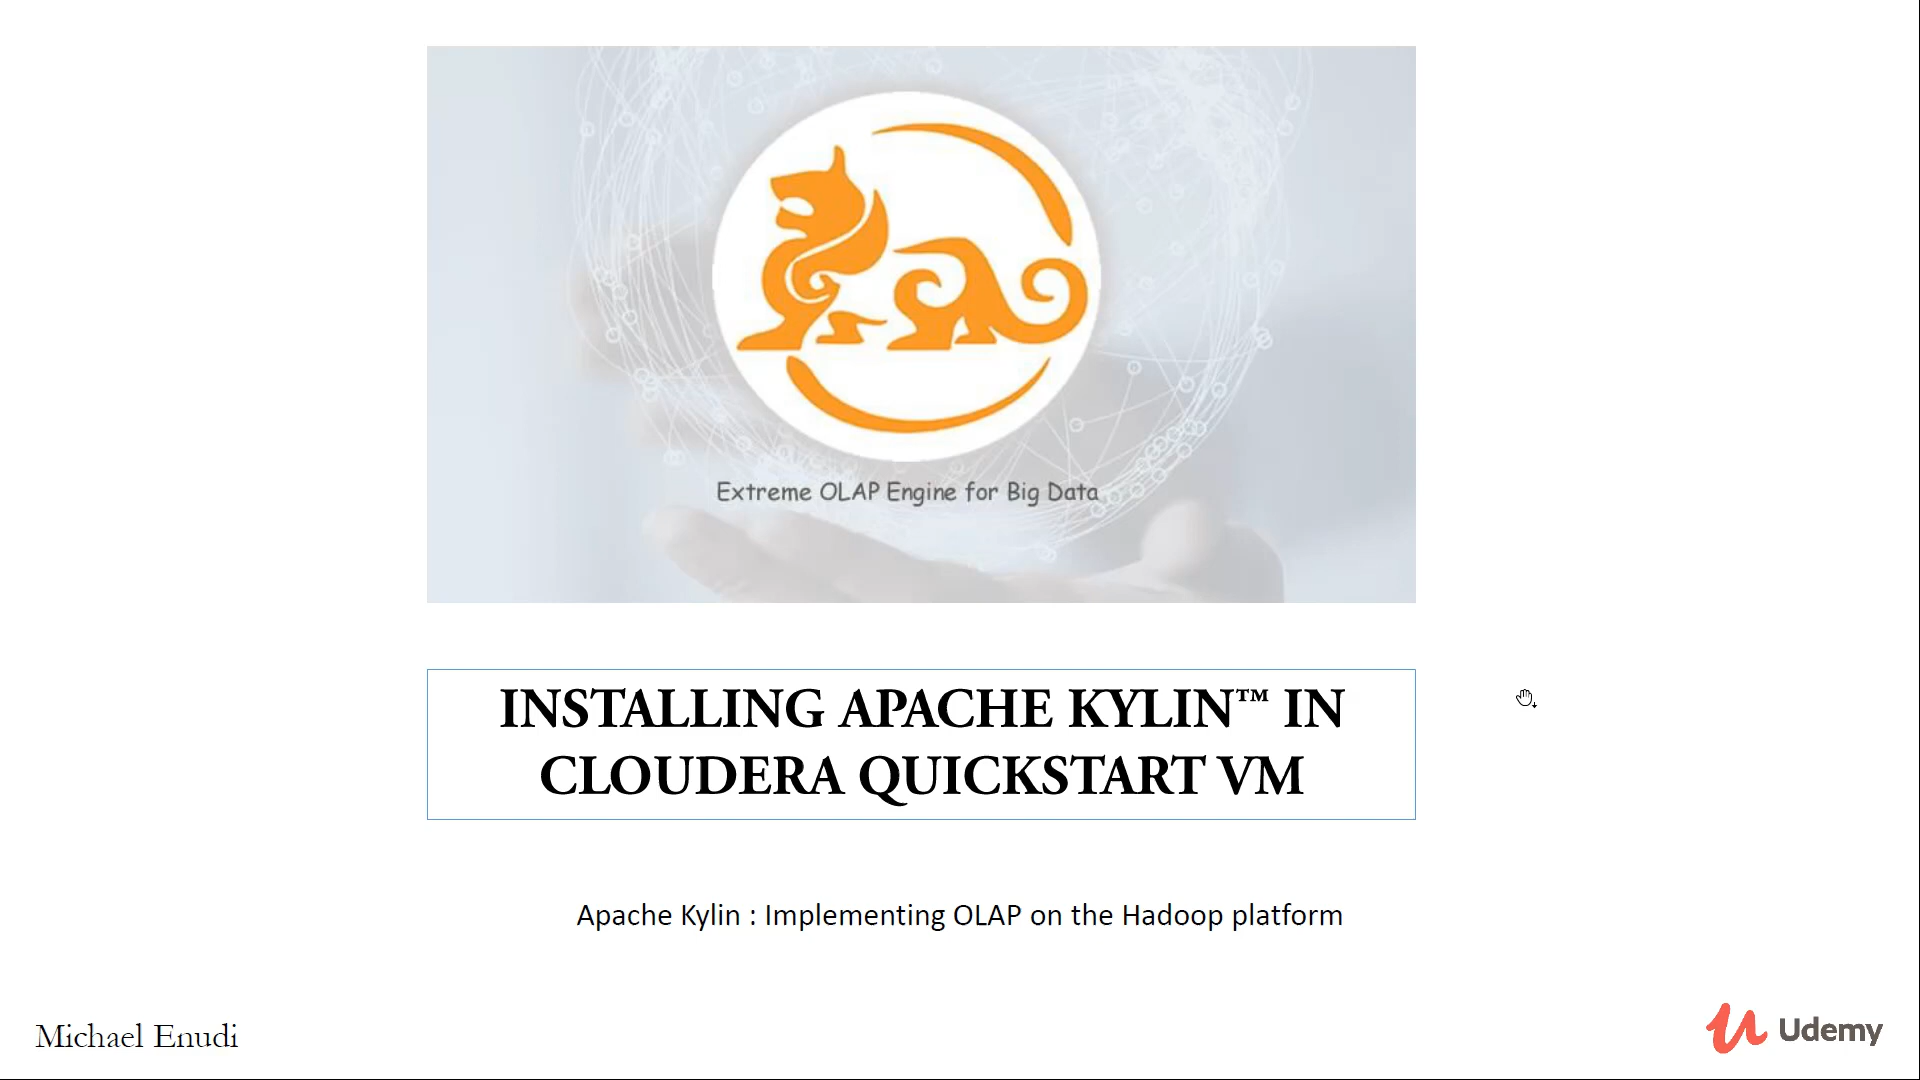 Extreme OLAP Engine for Big Data
INSTALLING APACHE KYLIN™ IN
CLOUDERA QUICKSTART VM
Apache Kylin : Implementing OLAP on the Hadoop platform
Michael Enudi
Udemy